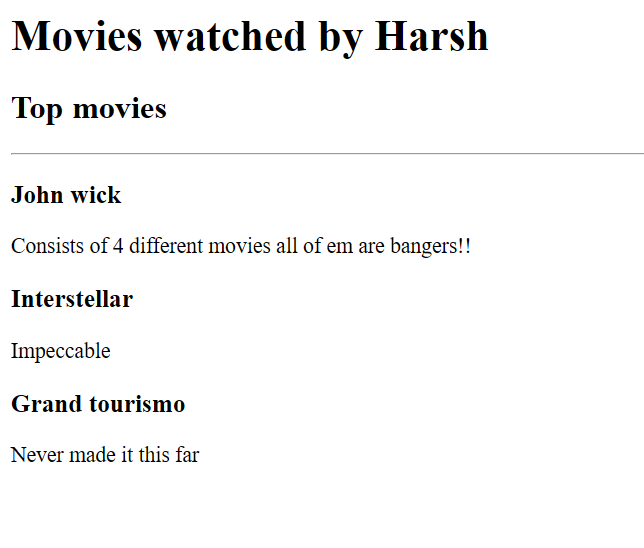 Movies watched by Harsh
Top movies
John wick
Consists of 4 different movies all of em are bangers!!
Interstellar
Impeccable
Grand tourismo
Never made it this far